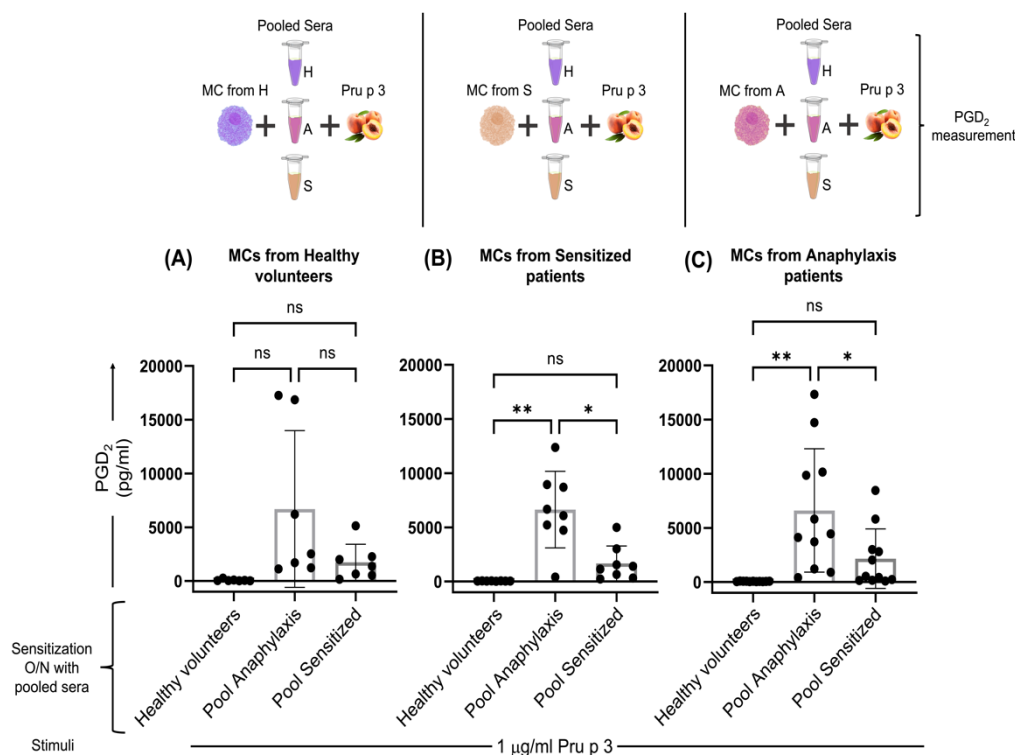 Pooled Sera
H
MC from H
Pru p 3
A
S
Pooled Sera
H
MC from S
Pru p 3
A
S
Pooled Sera
H
MC from A
Pru p 3
A
S
PGD₂
measurement
(A)
MCs from Healthy
volunteers
(B)
MCs from Sensitized
patients
(C)
MCs from Anaphylaxis
patients
ns
ns
ns
20000
15000
10000
5000
0
PGD₂
(pg/ml)
Healthy volunteers
Pool Anaphylaxis
Pool Sensitized
ns
**
*
20000
15000
10000
5000
0
Healthy volunteers
Pool Anaphylaxis
Pool Sensitized
ns
**
*
20000
15000
10000
5000
0
Healthy volunteers
Pool Anaphylaxis
Pool Sensitized
Sensitization
O/N with
pooled sera
Stimuli
1 μg/ml Pru p 3